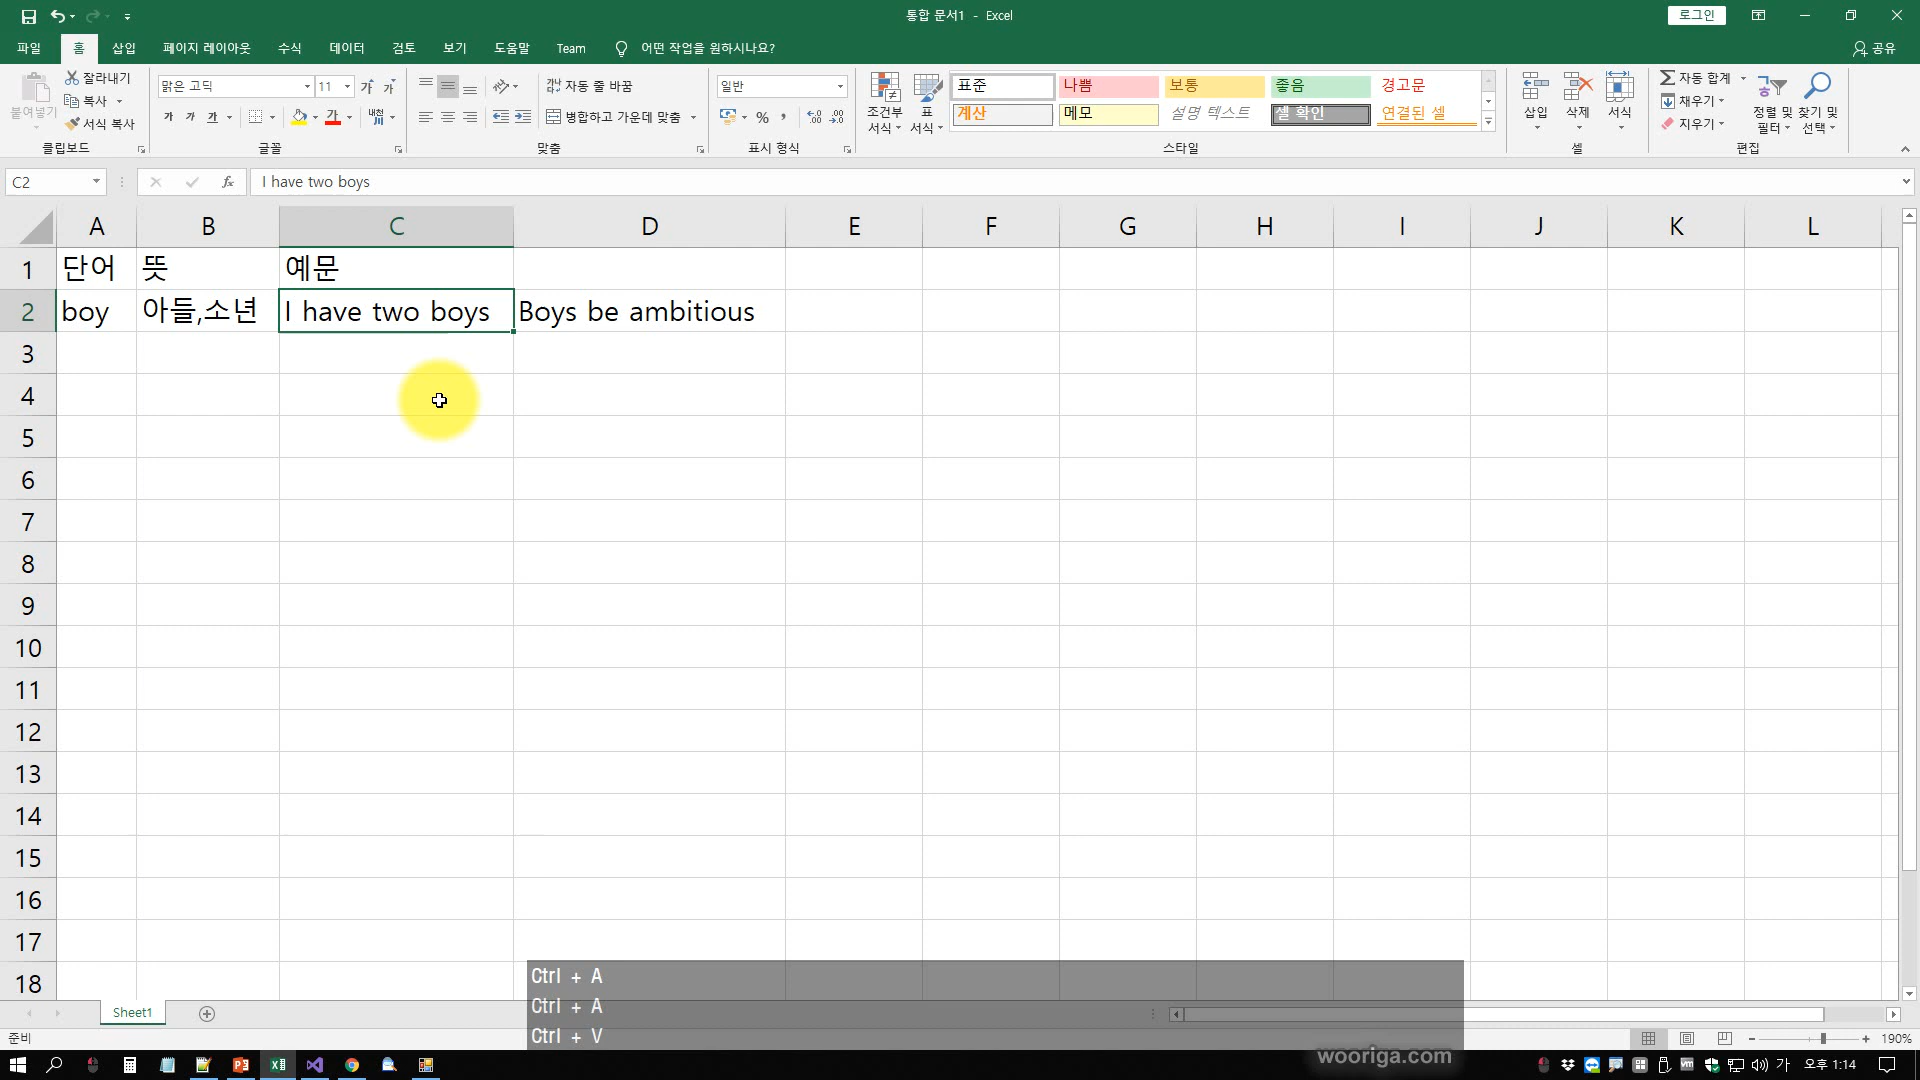 통합 문서1 - Excel
로그인
파일 홈 삽입 페이지 레이아웃 수식 데이터 검토 보기 도움말 Team 어떤 작업을 원하시나요? 공유
붙여넣기
잘라내기
복사
서식 복사
클립보드
맑은 고딕 11
가 가 가
글꼴
자동 줄 바꿈
병합하고 가운데 맞춤
맞춤
일반
%
표시 형식
조건부 서식
표 서식
표준 나쁨 보통 좋음 경고문
계산 메모 설명 텍스트 셀 확인 연결된 셀
스타일
삽입 삭제 서식
셀
자동 합계
채우기
지우기
정렬 및 필터
찾기 및 선택
편집
C2 fx I have two boys
A B C D E F G H I J K L
1 단어 뜻 예문
2 boy 아들,소년 I have two boys Boys be ambitious
3
4
5
6
7
8
9
10
11
12
13
14
15
16
17
18
Ctrl + A
Ctrl + A
Ctrl + V
Sheet1
준비
190%
wooriga.com
가 오후 1:14